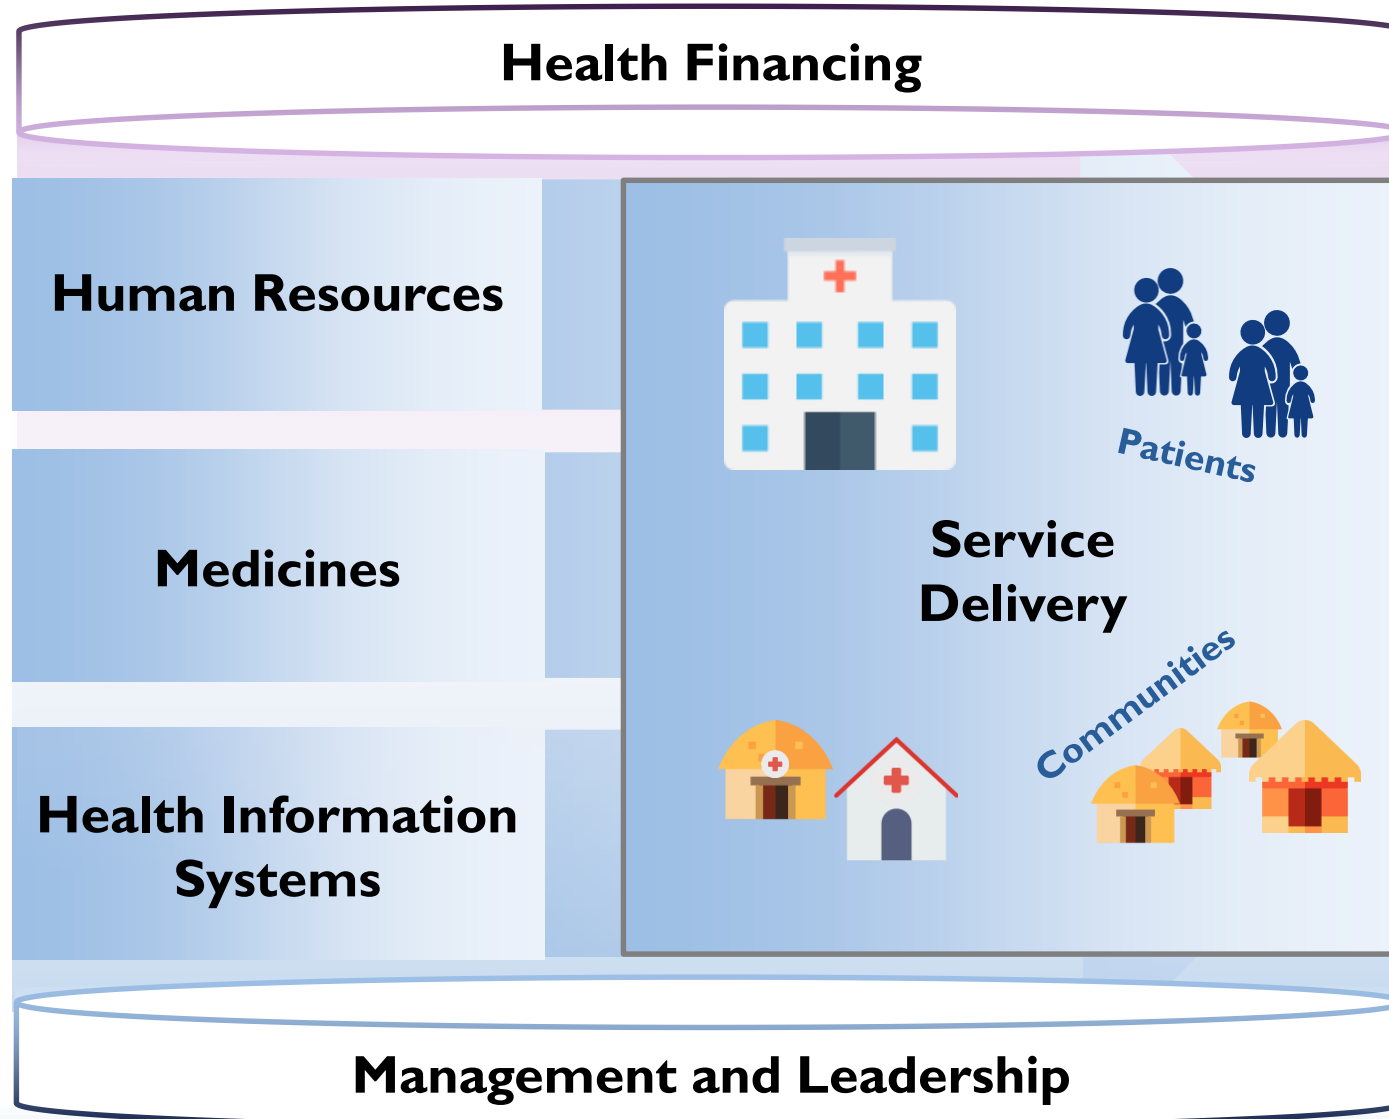 Health Financing
Human Resources
Medicines
Health Information
Systems
Patients
Service
Delivery
Communities
Management and Leadership